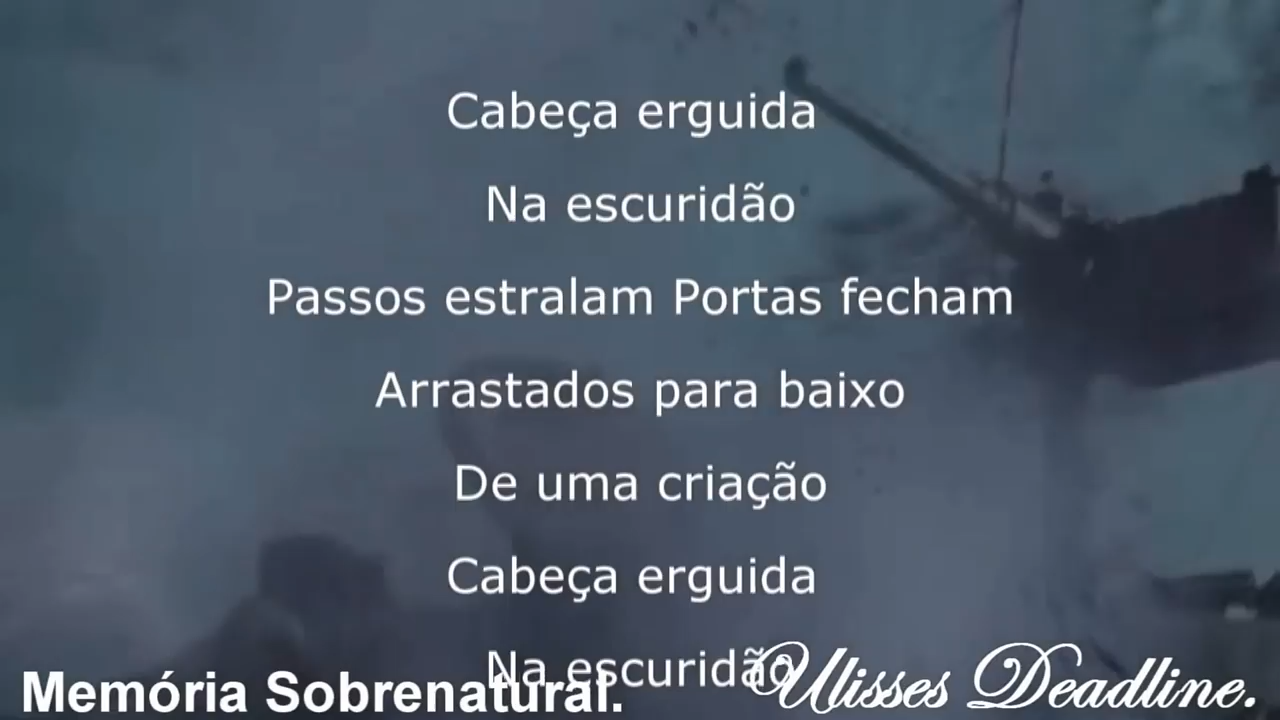 Cabeça erguida
Na escuridão
Passos estralam Portas fecham
Arrastados para baixo
De uma criação
Cabeça erguida
Na escuridão
Memória Sobrenatural.
Ulisses Deadline.